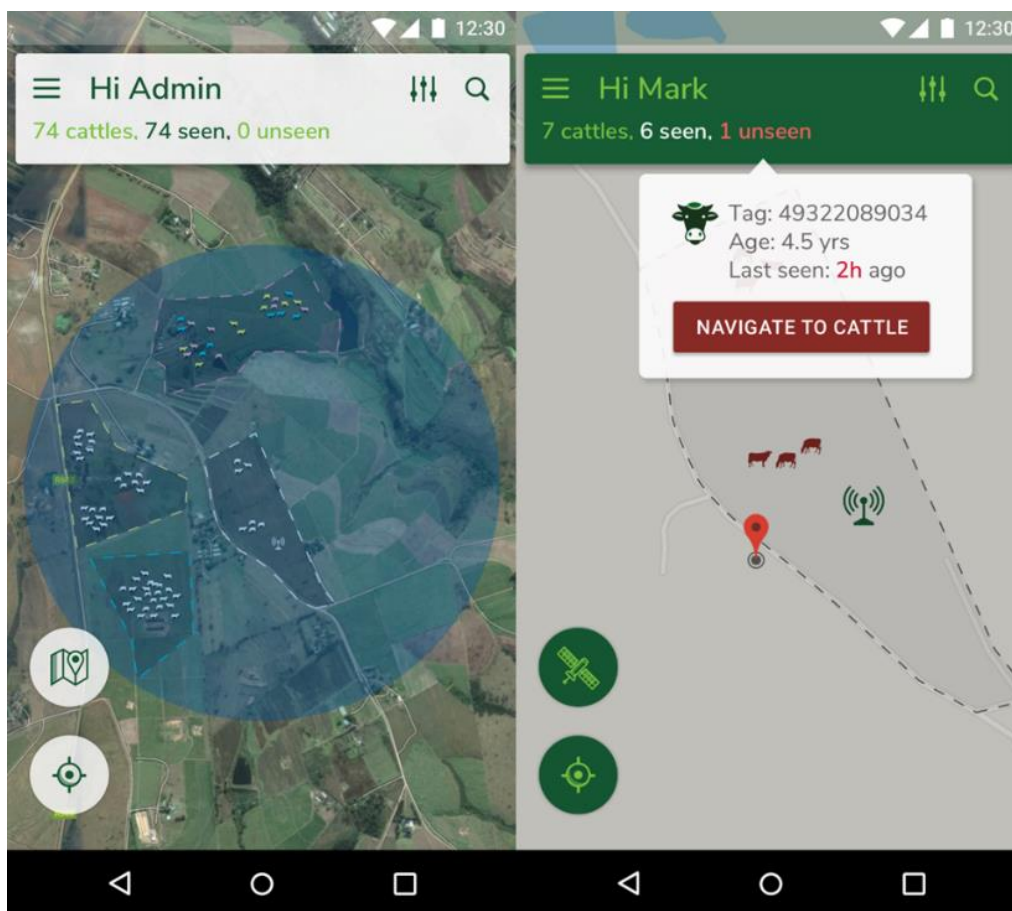 12:30
Hi Admin
74 cattles, 74 seen, 0 unseen
12:30
Hi Mark
7 cattles, 6 seen, 1 unseen
Tag: 49322089034
Age: 4.5 yrs
Last seen: 2h ago
NAVIGATE TO CATTLE